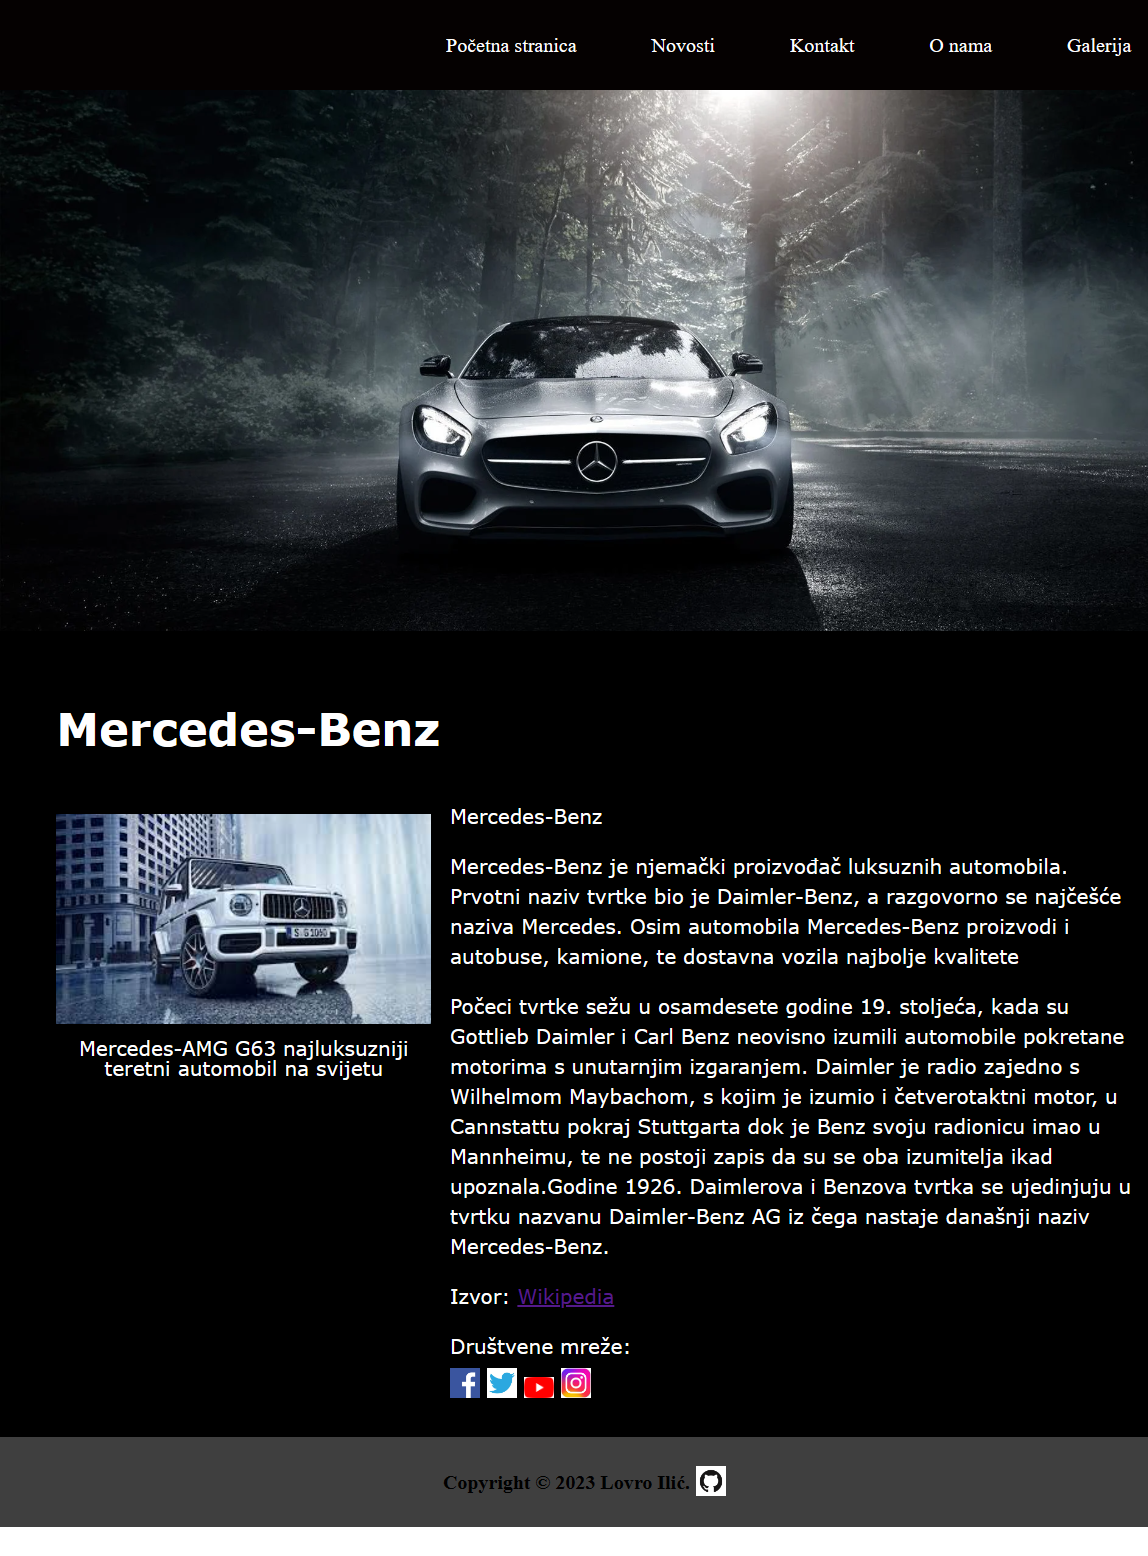 Početna stranica Novosti Kontakt O nama Galerija
Mercedes-Benz
S·G 1080
Mercedes-AMG G63 najluksuzniji
teretni automobil na svijetu
Mercedes-Benz
Mercedes-Benz je njemački proizvođač luksuznih automobila.
Prvotni naziv tvrtke bio je Daimler-Benz, a razgovorno se najčešće
naziva Mercedes. Osim automobila Mercedes-Benz proizvodi i
autobuse, kamione, te dostavna vozila najbolje kvalitete
Počeci tvrtke sežu u osamdesete godine 19. stoljeća, kada su
Gottlieb Daimler i Carl Benz neovisno izumili automobile pokretane
motorima s unutarnjim izgaranjem. Daimler je radio zajedno s
Wilhelmom Maybachom, s kojim je izumio i četverotaktni motor, u
Cannstattu pokraj Stuttgarta dok je Benz svoju radionicu imao u
Mannheimu, te ne postoji zapis da su se oba izumitelja ikad
upoznala.Godine 1926. Daimlerova i Benzova tvrtka se ujedinjuju u
tvrtku nazvanu Daimler-Benz AG iz čega nastaje današnji naziv
Mercedes-Benz.
Izvor: Wikipedia
Društvene mreže:
Copyright © 2023 Lovro Ilić.